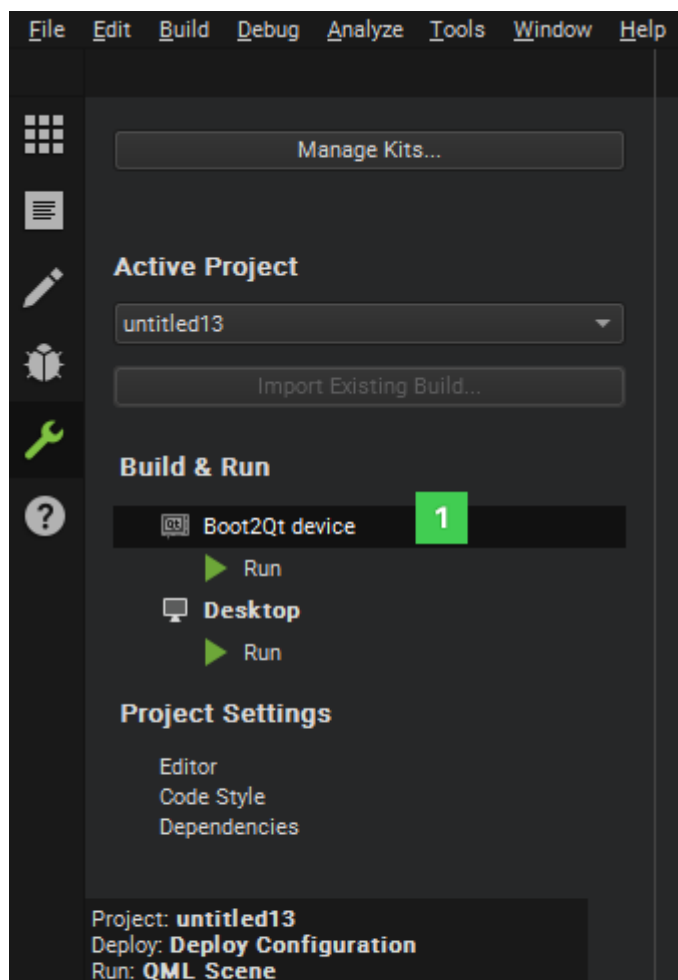 File Edit Build Debug Analyze Tools Window Help
Manage Kits...
Active Project
untitled13
Import Existing Build...
Build & Run
Qt Boot2Qt device 1
Run
Desktop
Run
Project Settings
Editor
Code Style
Dependencies
Project: untitled13
Deploy: Deploy Configuration
Run: QML Scene